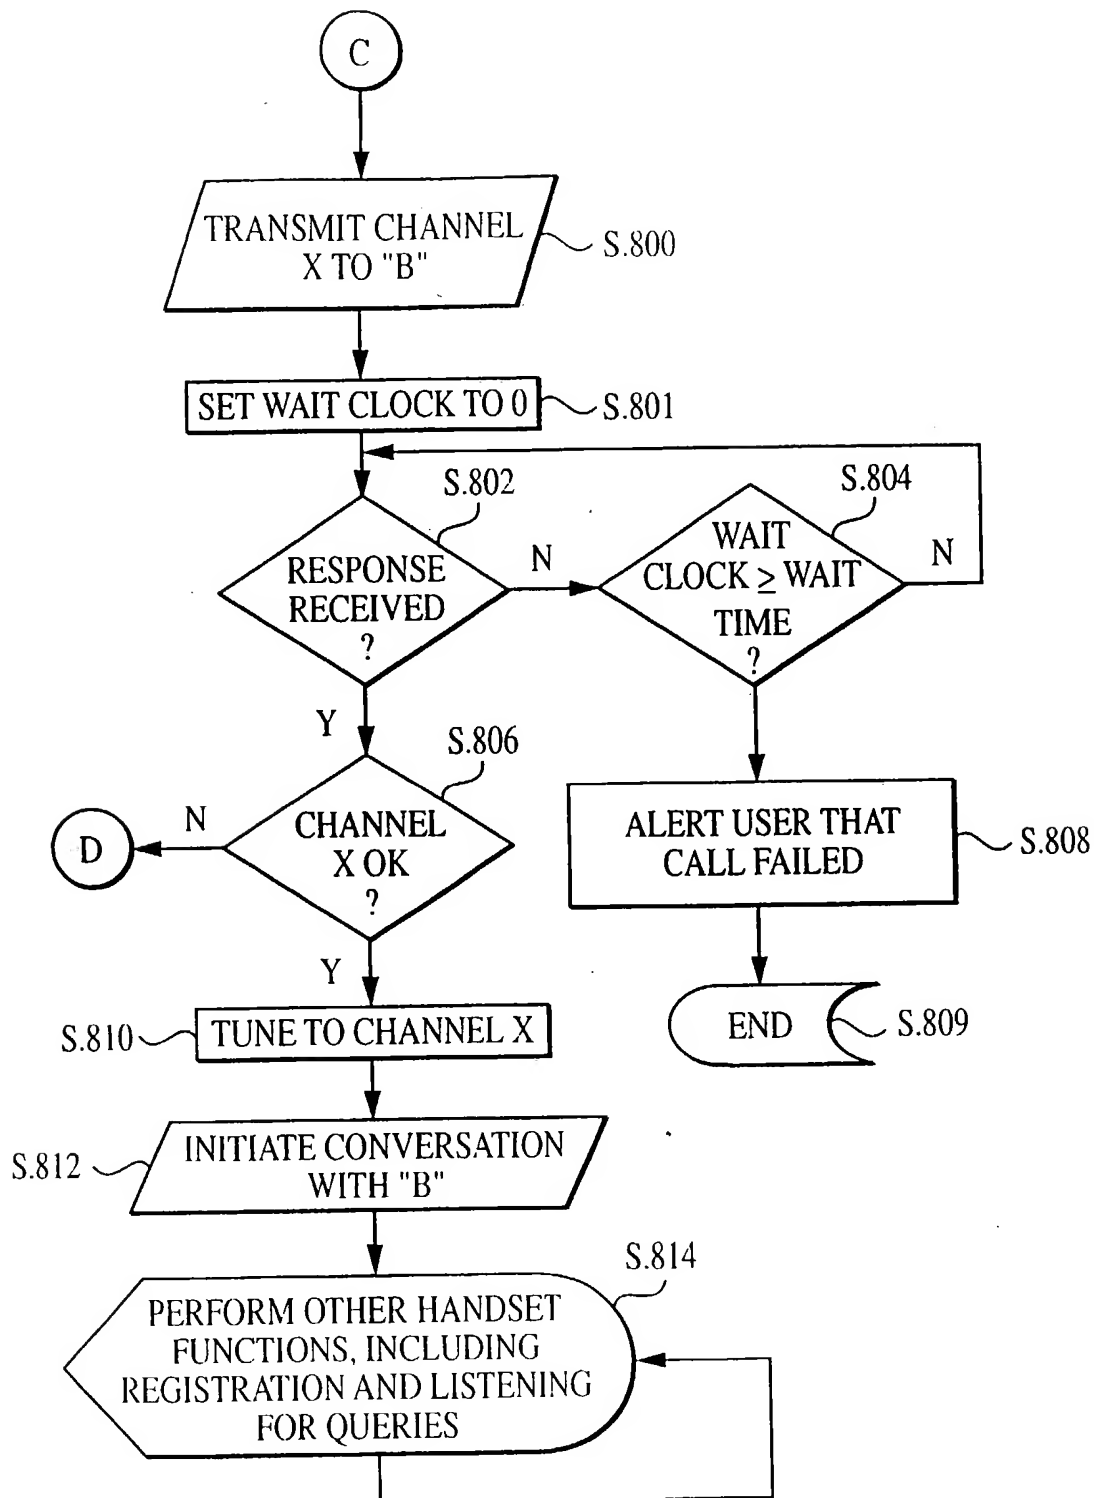 C
TRANSMIT CHANNEL
X TO "B"
S.800
SET WAIT CLOCK TO 0
S.801
S.802
RESPONSE
RECEIVED
?
N
S.804
WAIT
CLOCK ≥ WAIT
TIME
?
N
Y
S.806
CHANNEL
X OK
?
N
D
ALERT USER THAT
CALL FAILED
S.808
Y
S.810
TUNE TO CHANNEL X
END
S.809
S.812
INITIATE CONVERSATION
WITH "B"
S.814
PERFORM OTHER HANDSET
FUNCTIONS, INCLUDING
REGISTRATION AND LISTENING
FOR QUERIES